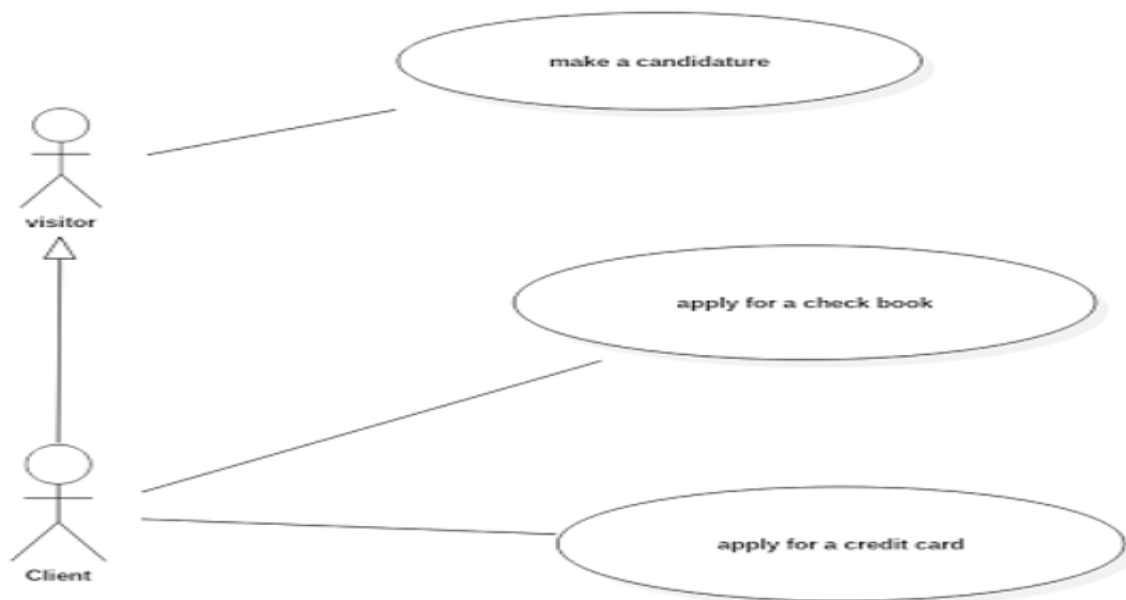 make a candidature
visitor
apply for a check book
apply for a credit card
Client